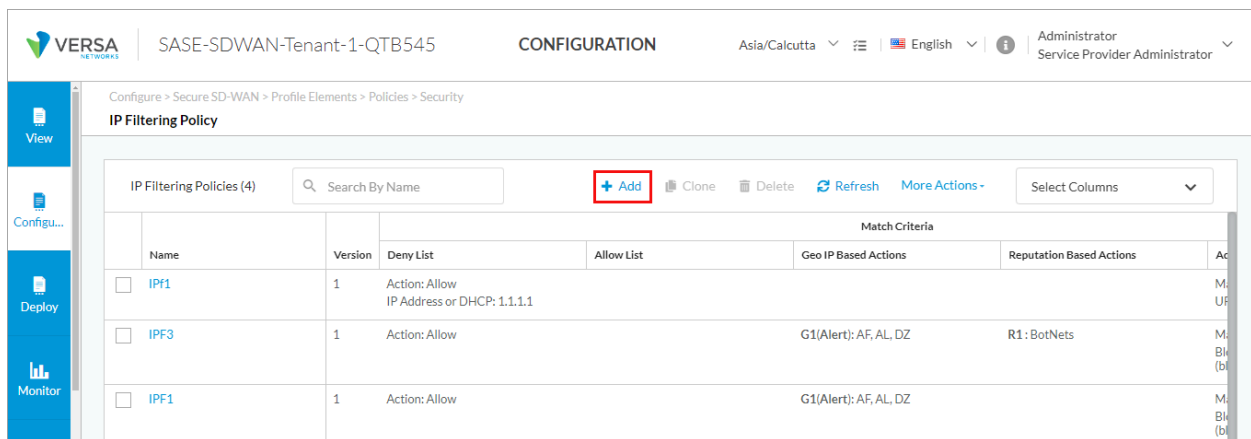 VERSA NETWORKS SASE-SDWAN-Tenant-1-QTB545 CONFIGURATION Asia/Calcutta English Administrator
Service Provider Administrator
Configure > Secure SD-WAN > Profile Elements > Policies > Security
IP Filtering Policy
View
Configu...
Deploy
Monitor
IP Filtering Policies (4) Search By Name + Add Clone Delete Refresh More Actions Select Columns
Match Criteria
Name Version Deny List Allow List Geo IP Based Actions Reputation Based Actions
IPf1 1 Action: Allow
IP Address or DHCP: 1.1.1.1
IPF3 1 Action: Allow G1(Alert): AF, AL, DZ R1 : BotNets
IPF1 1 Action: Allow G1(Alert): AF, AL, DZ